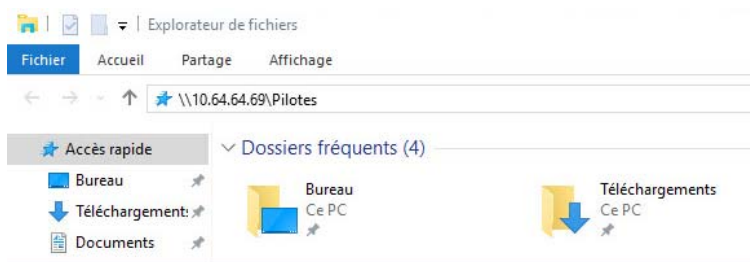 Explorateur de fichiers
Fichier Accueil Partage Affichage
\\10.64.64.69\Pilotes
Accès rapide
Bureau
Téléchargements
Documents
Dossiers fréquents (4)
Bureau
Ce PC
Téléchargements
Ce PC